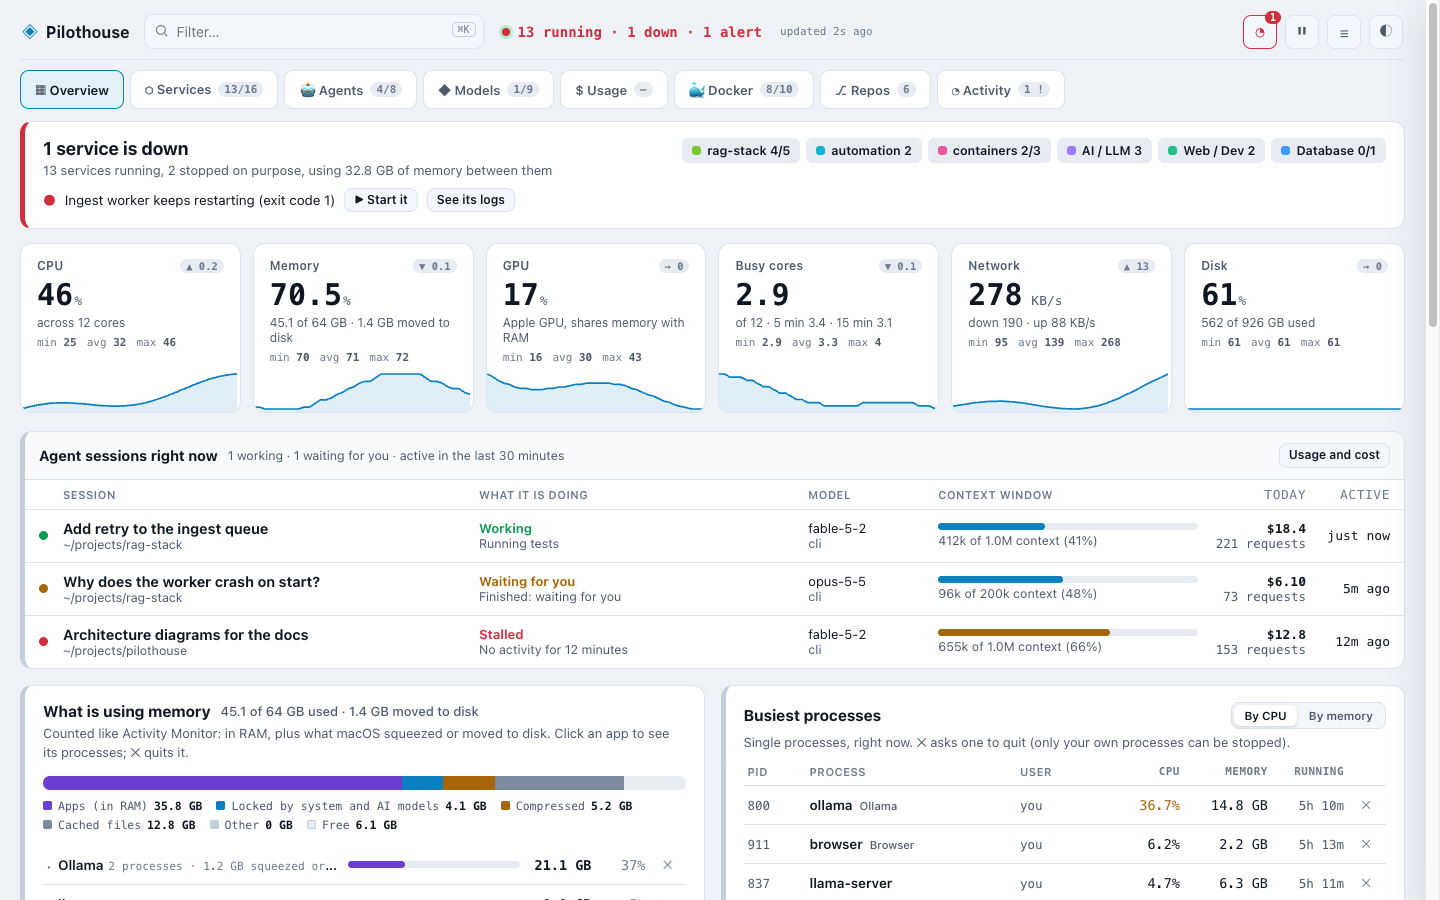 Pilothouse
Filter...
⌘K
13 running · 1 down · 1 alert
updated 2s ago
1
Overview
Services 13/16
Agents 4/8
Models 1/9
$ Usage –
Docker 8/10
Repos 6
Activity 1 !
1 service is down
13 services running, 2 stopped on purpose, using 32.8 GB of memory between them
rag-stack 4/5
automation 2
containers 2/3
AI / LLM 3
Web / Dev 2
Database 0/1
Ingest worker keeps restarting (exit code 1)
▶ Start it
See its logs
CPU ▲ 0.2
46%
across 12 cores
min 25 avg 32 max 46
Memory ▼ 0.1
70.5%
45.1 of 64 GB · 1.4 GB moved to
disk
min 70 avg 71 max 72
GPU → 0
17%
Apple GPU, shares memory with
RAM
min 16 avg 30 max 43
Busy cores ▼ 0.1
2.9
of 12 · 5 min 3.4 · 15 min 3.1
min 2.9 avg 3.3 max 4
Network ▲ 13
278 KB/s
down 190 · up 88 KB/s
min 95 avg 139 max 268
Disk → 0
61%
562 of 926 GB used
min 61 avg 61 max 61
Agent sessions right now 1 working · 1 waiting for you · active in the last 30 minutes
Usage and cost
SESSION WHAT IT IS DOING MODEL CONTEXT WINDOW TODAY ACTIVE
Add retry to the ingest queue
~/projects/rag-stack
Working
Running tests
fable-5-2
cli
412k of 1.0M context (41%)
$18.4
221 requests
just now
Why does the worker crash on start?
~/projects/rag-stack
Waiting for you
Finished: waiting for you
opus-5-5
cli
96k of 200k context (48%)
$6.10
73 requests
5m ago
Architecture diagrams for the docs
~/projects/pilothouse
Stalled
No activity for 12 minutes
fable-5-2
cli
655k of 1.0M context (66%)
$12.8
153 requests
12m ago
What is using memory 45.1 of 64 GB used · 1.4 GB moved to disk
Counted like Activity Monitor: in RAM, plus what macOS squeezed or moved to disk. Click an app to see
its processes; ✕ quits it.
Apps (in RAM) 35.8 GB Locked by system and AI models 4.1 GB Compressed 5.2 GB
Cached files 12.8 GB Other 0 GB Free 6.1 GB
Ollama 2 processes · 1.2 GB squeezed or... 21.1 GB 37% ✕
Busiest processes
By CPU By memory
Single processes, right now. ✕ asks one to quit (only your own processes can be stopped).
PID PROCESS USER CPU MEMORY RUNNING
800 ollama Ollama you 36.7% 14.8 GB 5h 10m ✕
911 browser Browser you 6.2% 2.2 GB 5h 13m ✕
837 llama-server you 4.7% 6.3 GB 5h 11m ✕